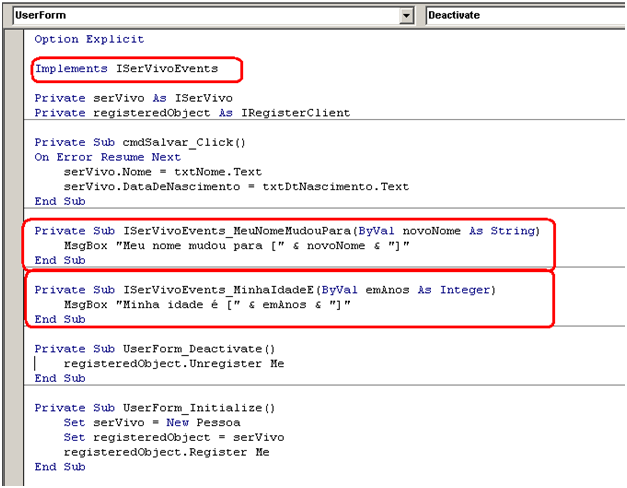 UserForm
Deactivate
Option Explicit
Implements ISerVivoEvents
Private serVivo As ISerVivo
Private registeredObject As IRegisterClient
Private Sub cmdSalvar_Click()
On Error Resume Next
    serVivo.Nome = txtNome.Text
    serVivo.DataDeNascimento = txtDtNascimento.Text
End Sub
Private Sub ISerVivoEvents_MeuNomeMudouPara(ByVal novoNome As String)
    MsgBox "Meu nome mudou para [" & novoNome & "]"
End Sub
Private Sub ISerVivoEvents_MinhaIdadeE(ByVal emAnos As Integer)
    MsgBox "Minha idade é [" & emAnos & "]"
End Sub
Private Sub UserForm_Deactivate()
    registeredObject.Unregister Me
End Sub
Private Sub UserForm_Initialize()
    Set serVivo = New Pessoa
    Set registeredObject = serVivo
    registeredObject.Register Me
End Sub